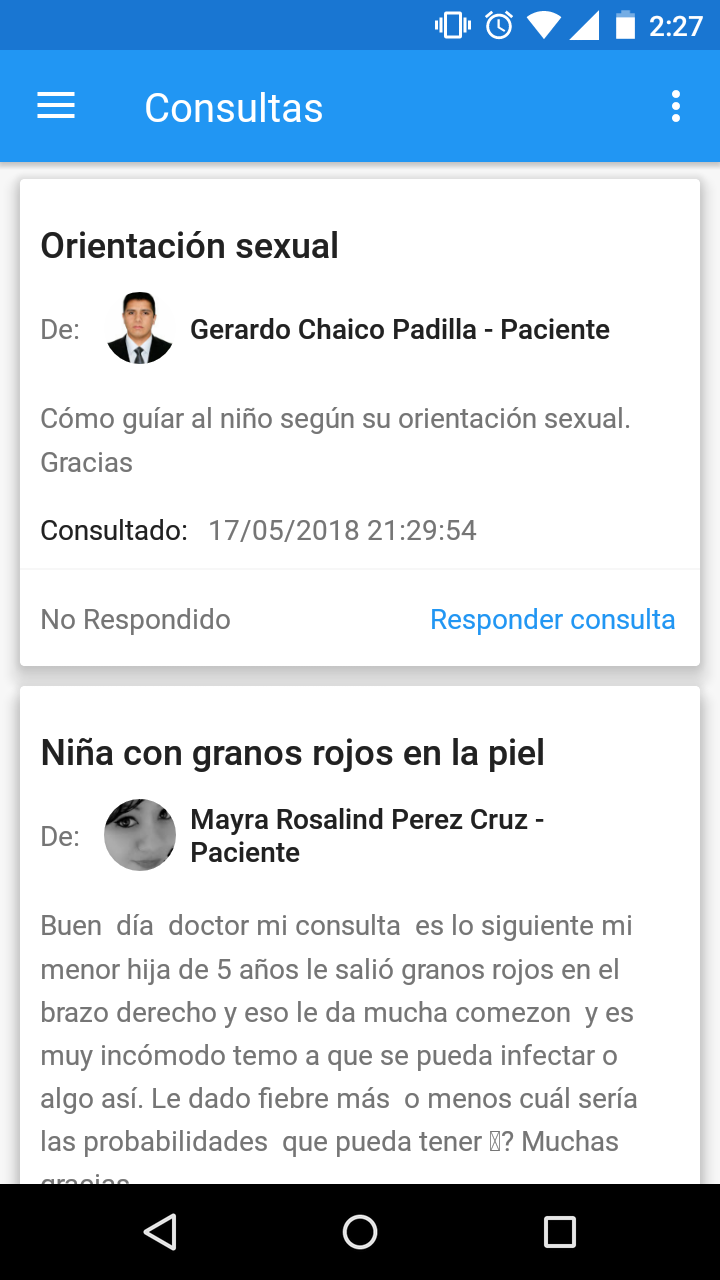 2:27
Consultas
Orientación sexual
De:
Gerardo Chaico Padilla - Paciente
Cómo guíar al niño según su orientación sexual.
Gracias
Consultado: 17/05/2018 21:29:54
No Respondido
Responder consulta
Niña con granos rojos en la piel
De:
Mayra Rosalind Perez Cruz -
Paciente
Buen día doctor mi consulta es lo siguiente mi
menor hija de 5 años le salió granos rojos en el
brazo derecho y eso le da mucha comezon y es
muy incómodo temo a que se pueda infectar o
algo así. Le dado fiebre más o menos cuál sería
las probabilidades que pueda tener ? Muchas
gracias